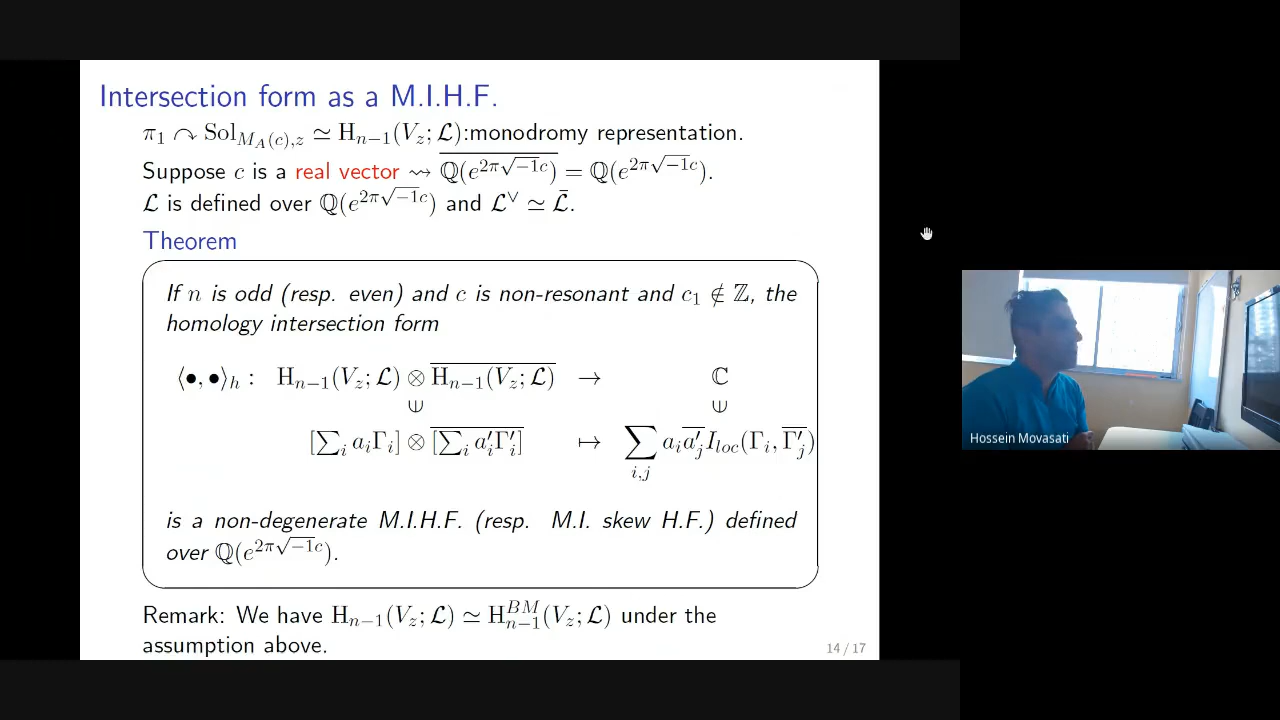 Intersection form as a M.I.H.F.
π₁ ↷ Sol_{M_A(c),z} ≃ H_{n−1}(V_z; 𝓛):monodromy representation.
Suppose c is a real vector ⇝ \overline{ℚ(e^{2π√−1c})} = ℚ(e^{2π√−1c}).
𝓛 is defined over ℚ(e^{2π√−1c}) and 𝓛^∨ ≃ \bar{𝓛}.
Theorem
If n is odd (resp. even) and c is non-resonant and c₁ ∉ ℤ, the
homology intersection form
⟨•, •⟩_h : H_{n−1}(V_z; 𝓛) ⊗ \overline{H_{n−1}(V_z; 𝓛)} → ℂ
∪ ∪
[∑_i a_iΓ_i] ⊗ \overline{[∑_i a′_iΓ′_i]} ↦ ∑_{i,j} a_i\overline{a′_j}I_{loc}(Γ_i, \overline{Γ′_j})
is a non-degenerate M.I.H.F. (resp. M.I. skew H.F.) defined
over ℚ(e^{2π√−1c}).
Remark: We have H_{n−1}(V_z; 𝓛) ≃ H^{BM}_{n−1}(V_z; 𝓛) under the
assumption above.
14 / 17
Hossein Movasati